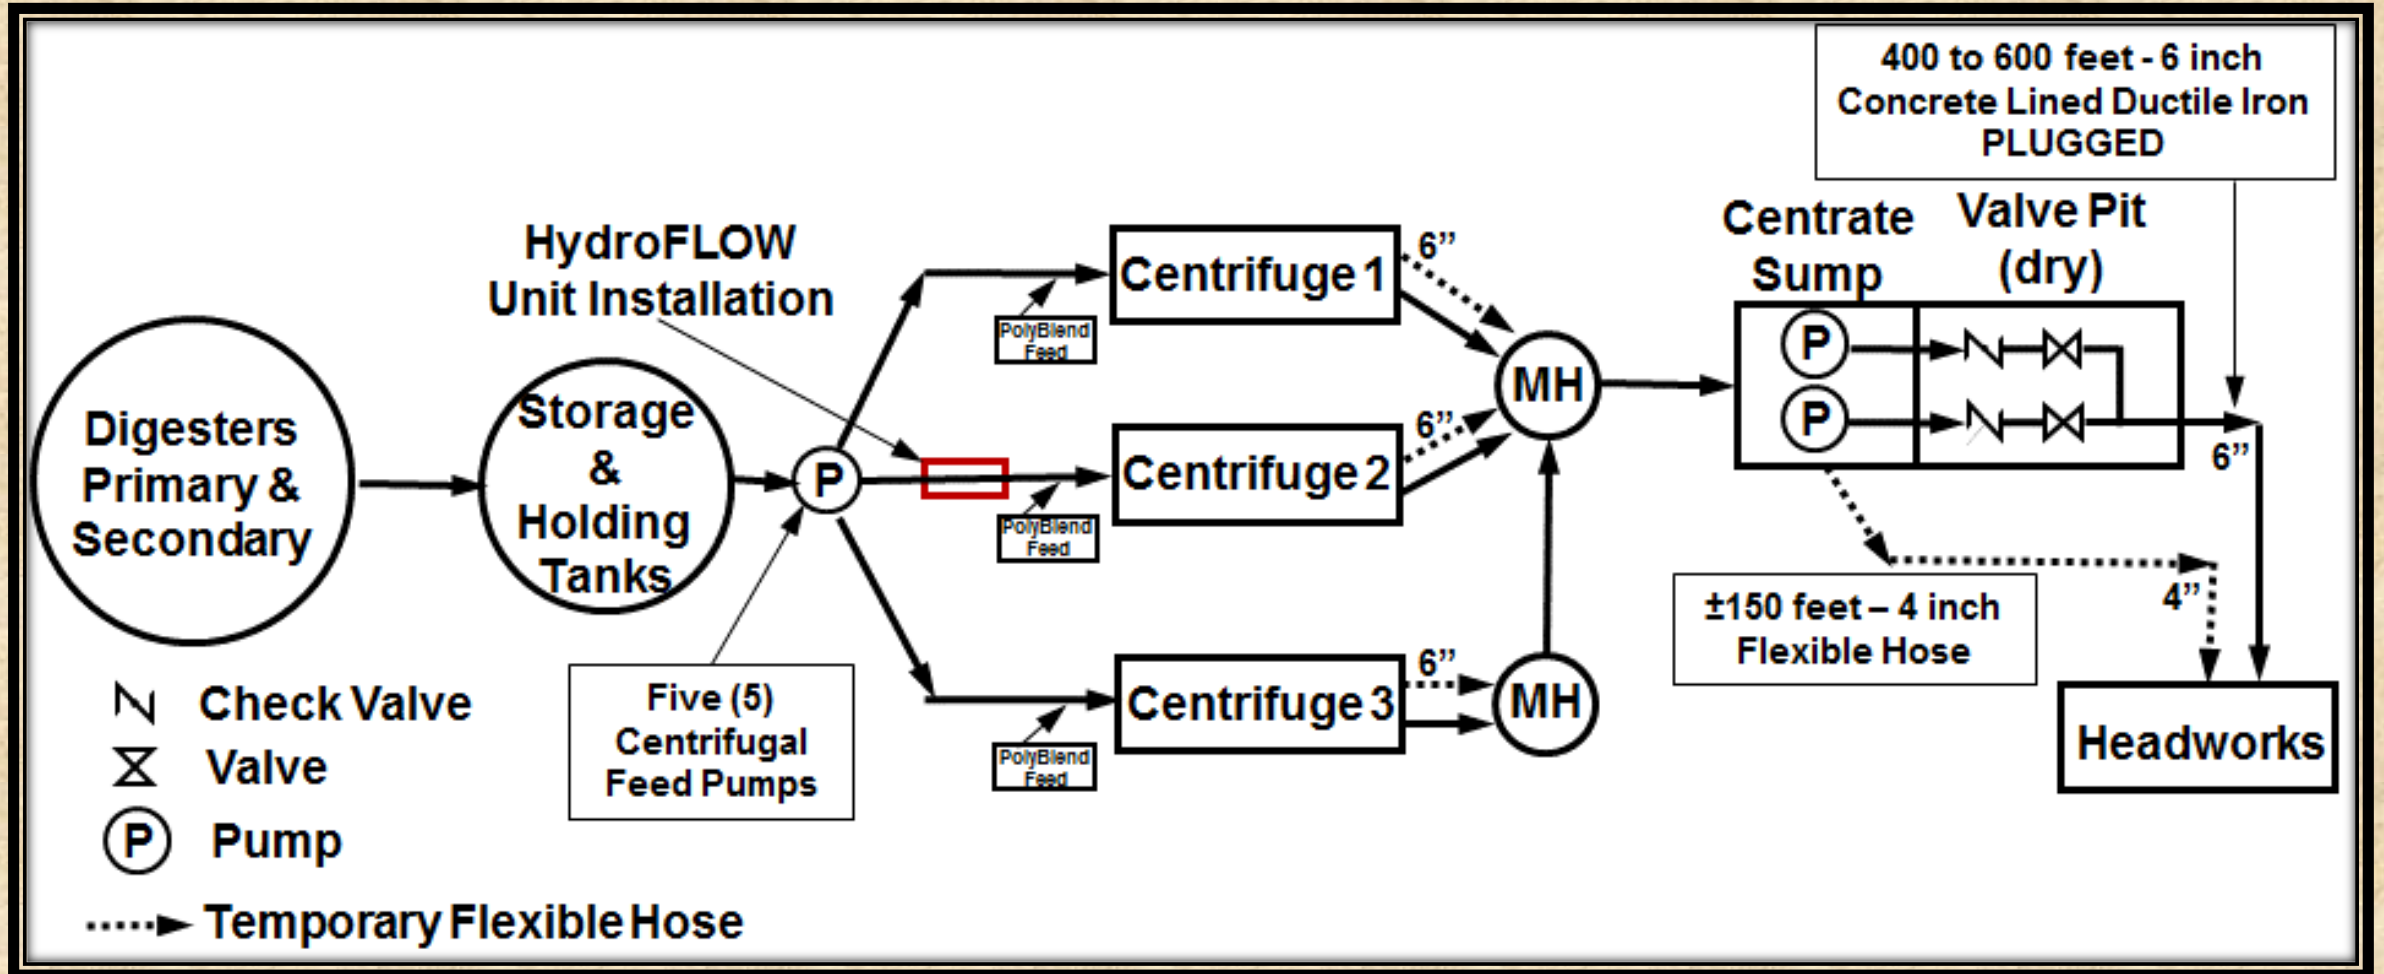 400 to 600 feet - 6 inch
Concrete Lined Ductile Iron
PLUGGED
Centrate
Sump
Valve Pit
(dry)
HydroFLOW
Unit Installation
Centrifuge 1
6”
PolyBlend
Feed
P
P
MH
6”
Digesters
Primary &
Secondary
Storage
&
Holding
Tanks
P
Centrifuge 2
6”
PolyBlend
Feed
±150 feet – 4 inch
Flexible Hose
4”
Five (5)
Centrifugal
Feed Pumps
Centrifuge 3
6”
MH
PolyBlend
Feed
Headworks
Check Valve
Valve
P
Pump
Temporary Flexible Hose